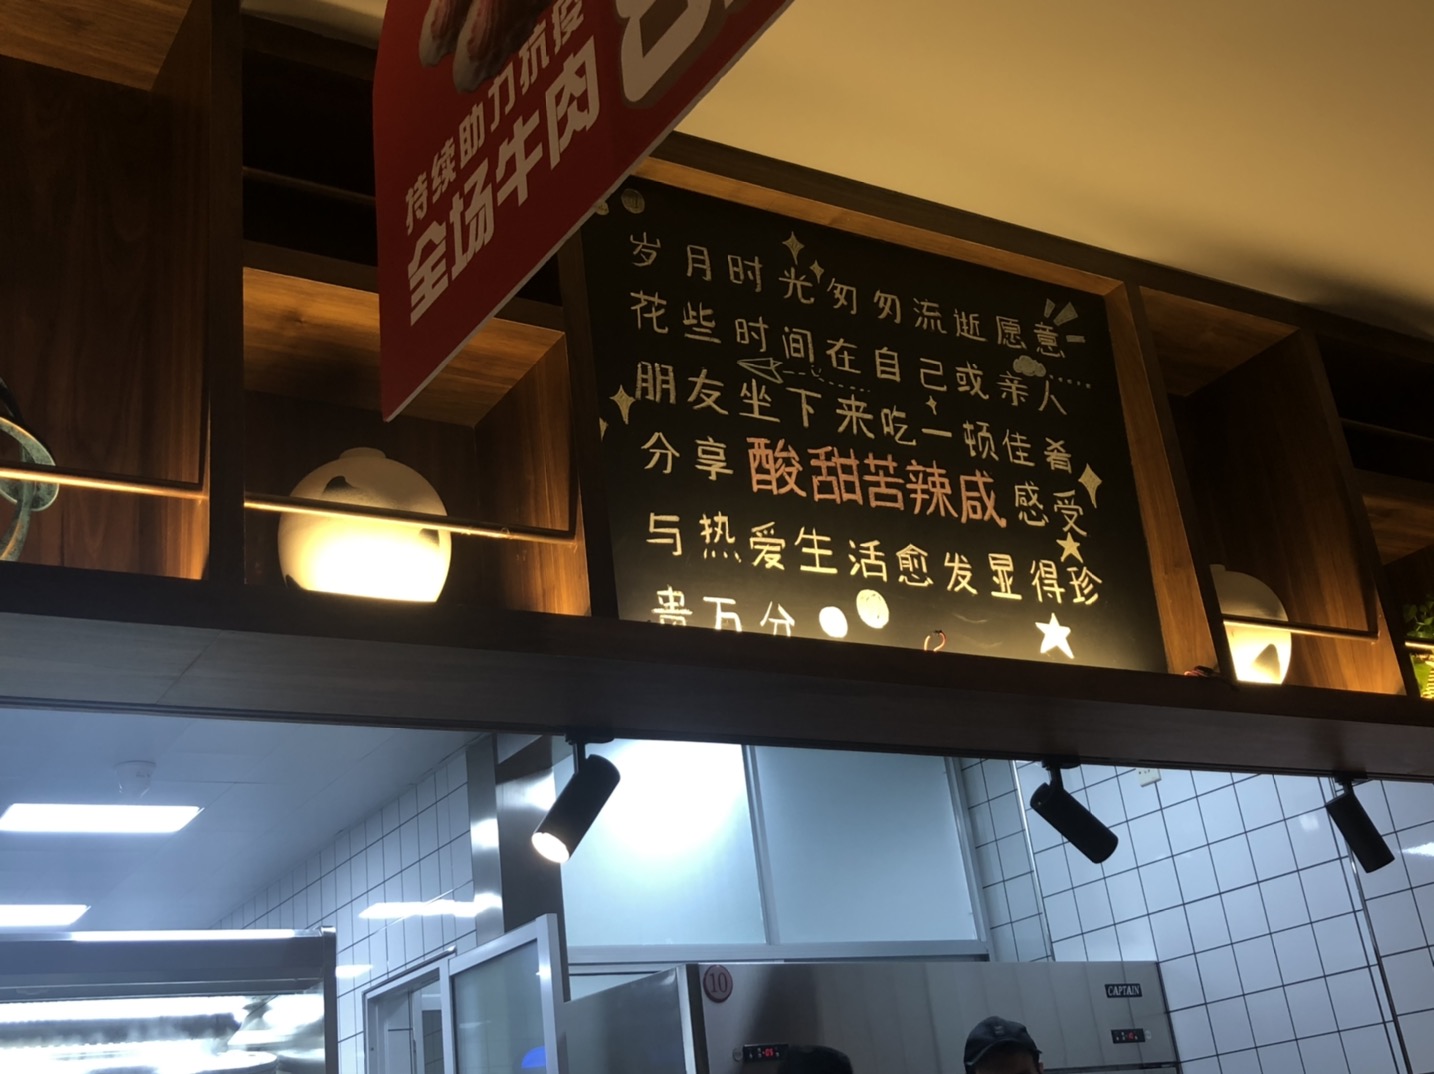 持续助力抗疫
全场牛肉
岁月时光匆匆流逝愿意
花些时间在自己或亲人
朋友坐下来吃一顿佳肴
分享酸甜苦辣咸感受
与热爱生活愈发显得珍
贵万分
10
CAPTAIN